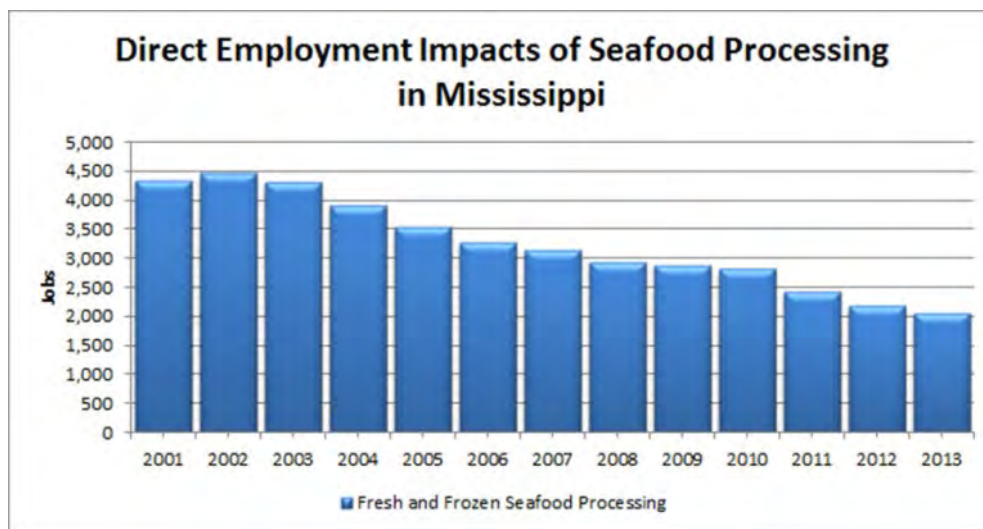 Direct Employment Impacts of Seafood Processing
in Mississippi
5,000
4,500
4,000
3,500
3,000
2,500
2,000
1,500
1,000
500
0
Jobs
2001 2002 2003 2004 2005 2006 2007 2008 2009 2010 2011 2012 2013
Fresh and Frozen Seafood Processing